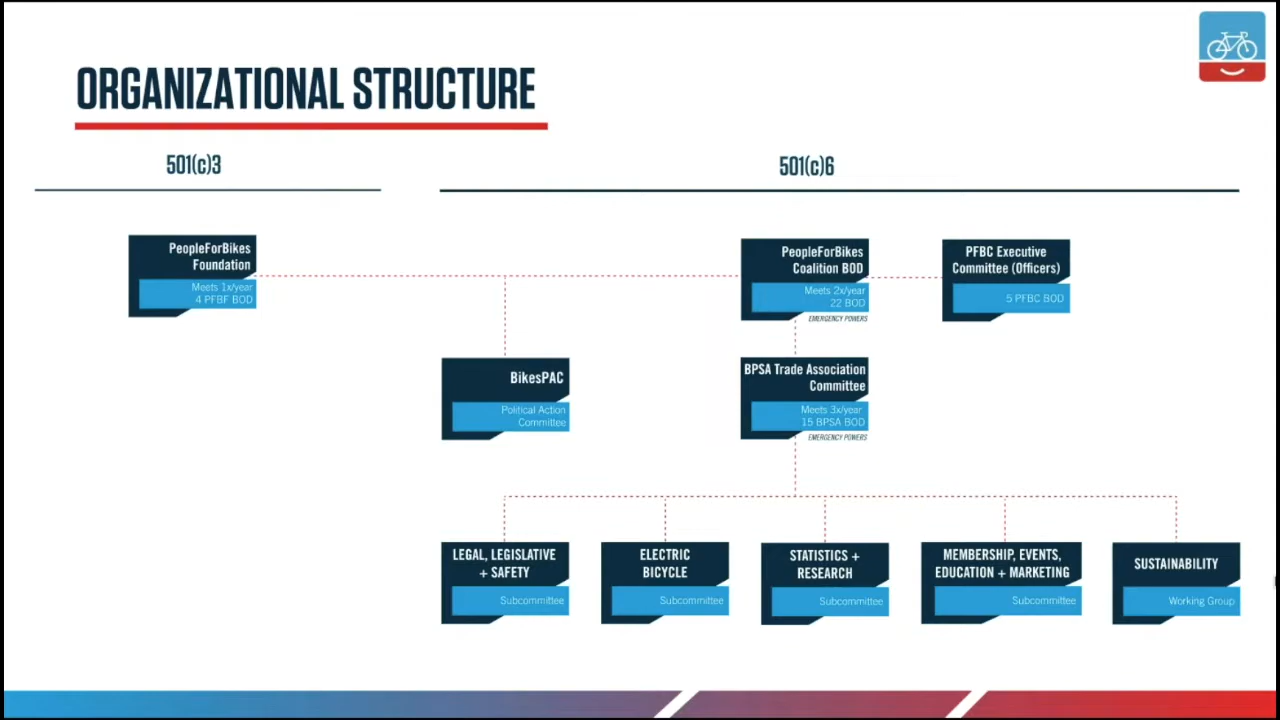 ORGANIZATIONAL STRUCTURE
501(c)3
501(c)6
PeopleForBikes
Foundation
Meets 1x/year
4 PFBF BOD
PeopleForBikes
Coalition BOD
Meets 2x/year
22 BOD
EMERGENCY POWERS
PFBC Executive
Committee (Officers)
5 PFBC BOD
BikesPAC
Political Action
Committee
BPSA Trade Association
Committee
Meets 3x/year
15 BPSA BOD
EMERGENCY POWERS
LEGAL, LEGISLATIVE
+ SAFETY
Subcommittee
ELECTRIC
BICYCLE
Subcommittee
STATISTICS +
RESEARCH
Subcommittee
MEMBERSHIP, EVENTS,
EDUCATION + MARKETING
Subcommittee
SUSTAINABILITY
Working Group